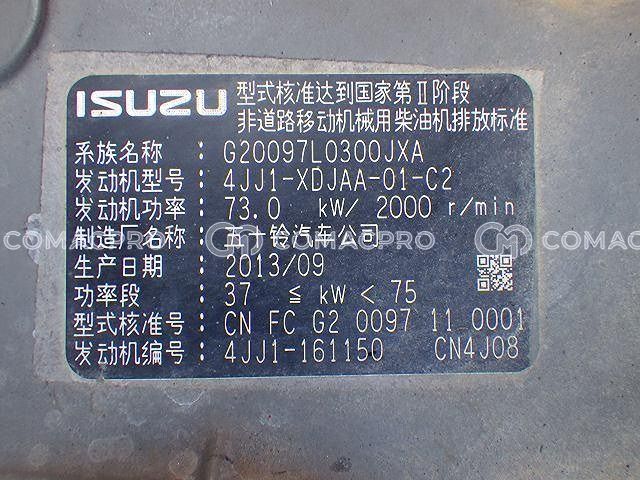 ISUZU 型式核准达到国家第Ⅱ阶段
非道路移动机械用柴油机排放标准
系族名称 : G20097L0300JXA
发动机型号 : 4JJ1-XDJAA-01-C2
发动机功率 : 73.0 kW/ 2000 r/min
制造厂名称 : 五十铃汽车公司
COMACPRO COMACPRO COMACPRO
生产日期 : 2013/09
功率段 : 37 ≦ kW < 75
型式核准号 : CN FC G2 0097 11 0001
发动机编号 : 4JJ1-161150 CN4J08